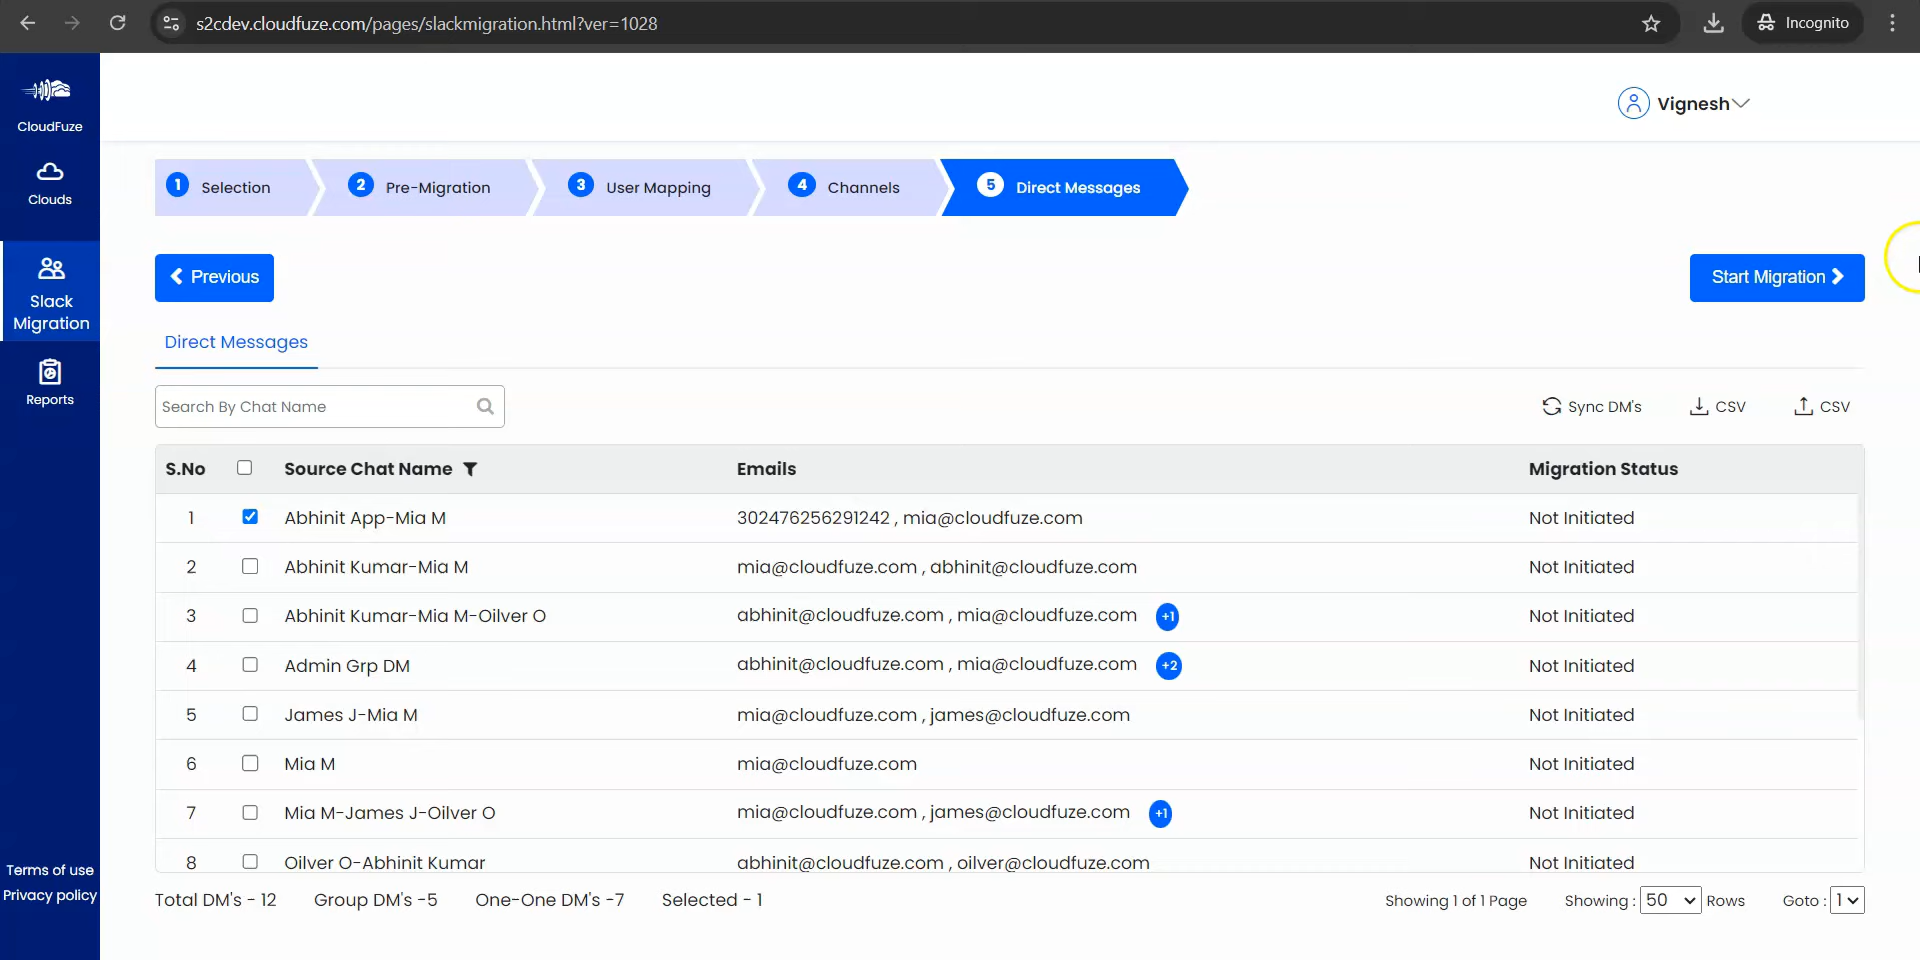 s2cdev.cloudfuze.com/pages/slackmigration.html?ver=1028
Incognito
CloudFuze
Clouds
Slack
Migration
Reports
Terms of use
Privacy policy
Vignesh
1 Selection
2 Pre-Migration
3 User Mapping
4 Channels
5 Direct Messages
Previous
Start Migration
Direct Messages
Search By Chat Name
Sync DM's
CSV
CSV
S.No Source Chat Name Emails Migration Status
1 Abhinit App-Mia M 302476256291242 , mia@cloudfuze.com Not Initiated
2 Abhinit Kumar-Mia M mia@cloudfuze.com , abhinit@cloudfuze.com Not Initiated
3 Abhinit Kumar-Mia M-Oilver O abhinit@cloudfuze.com , mia@cloudfuze.com +1 Not Initiated
4 Admin Grp DM abhinit@cloudfuze.com , mia@cloudfuze.com +2 Not Initiated
5 James J-Mia M mia@cloudfuze.com , james@cloudfuze.com Not Initiated
6 Mia M mia@cloudfuze.com Not Initiated
7 Mia M-James J-Oilver O mia@cloudfuze.com , james@cloudfuze.com +1 Not Initiated
8 Oilver O-Abhinit Kumar abhinit@cloudfuze.com , oilver@cloudfuze.com Not Initiated
Total DM's - 12 Group DM's -5 One-One DM's -7 Selected - 1 Showing 1 of 1 Page Showing : 50 Rows Goto : 1